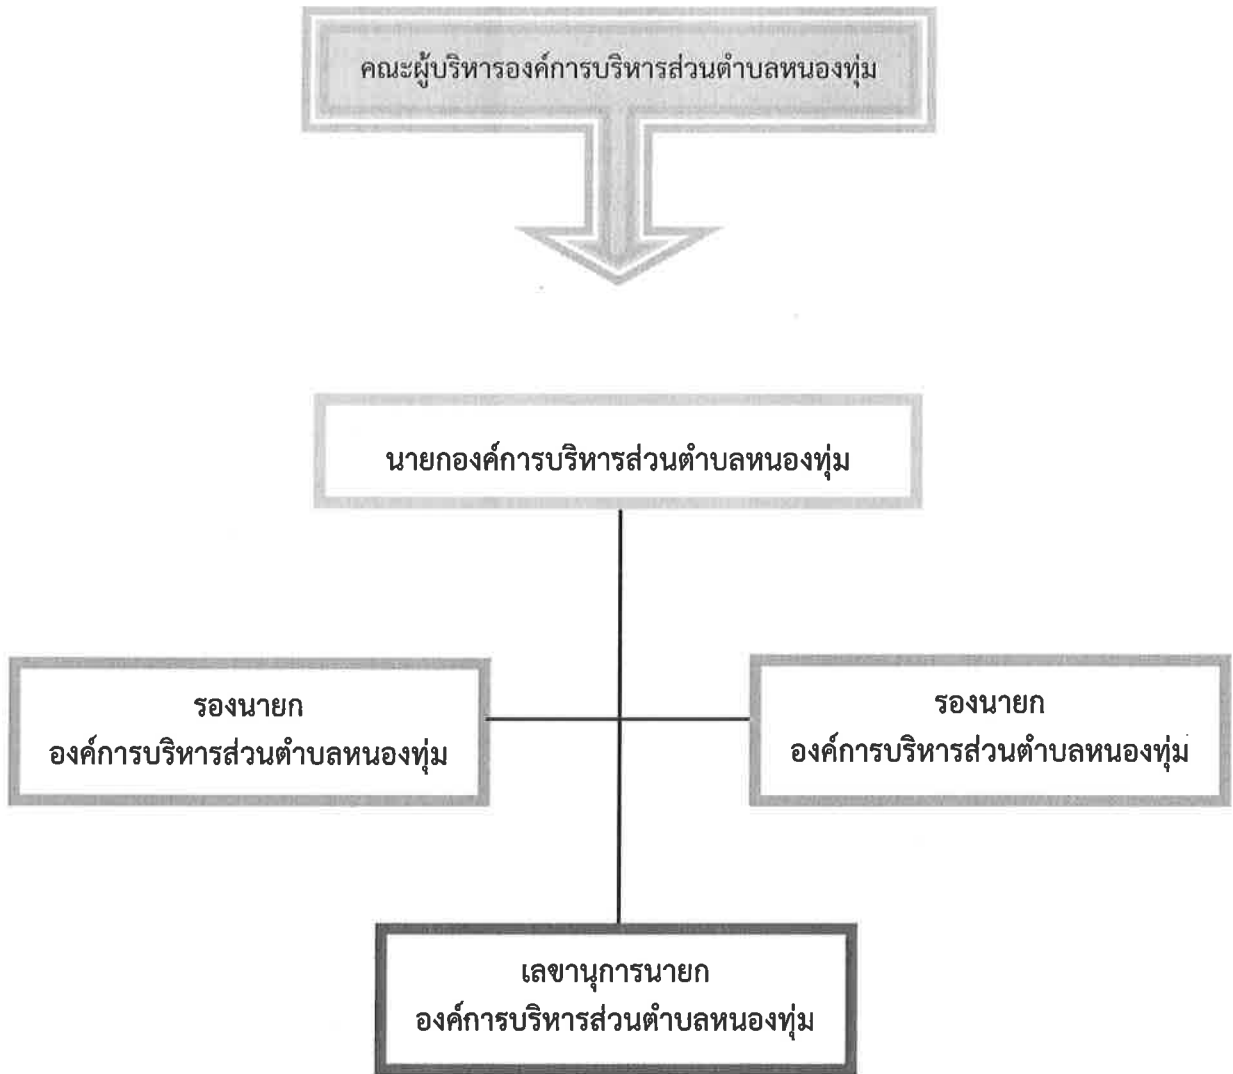 คณะผู้บริหารองค์การบริหารส่วนตำบลหนองทุ่ม
นายกองค์การบริหารส่วนตำบลหนองทุ่ม
รองนายก
องค์การบริหารส่วนตำบลหนองทุ่ม
รองนายก
องค์การบริหารส่วนตำบลหนองทุ่ม
เลขานุการนายก
องค์การบริหารส่วนตำบลหนองทุ่ม